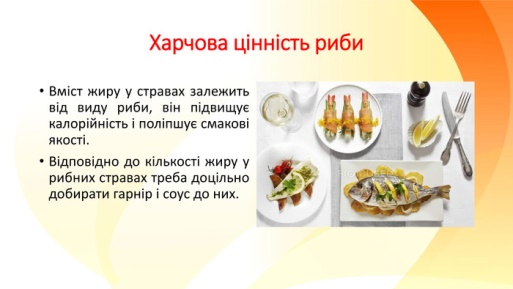 Харчова цінність риби
• Вміст жиру у стравах залежить
від виду риби, він підвищує
калорійність і поліпшує смакові
якості.
• Відповідно до кількості жиру у
рибних стравах треба доцільно
добирати гарнір і соус до них.